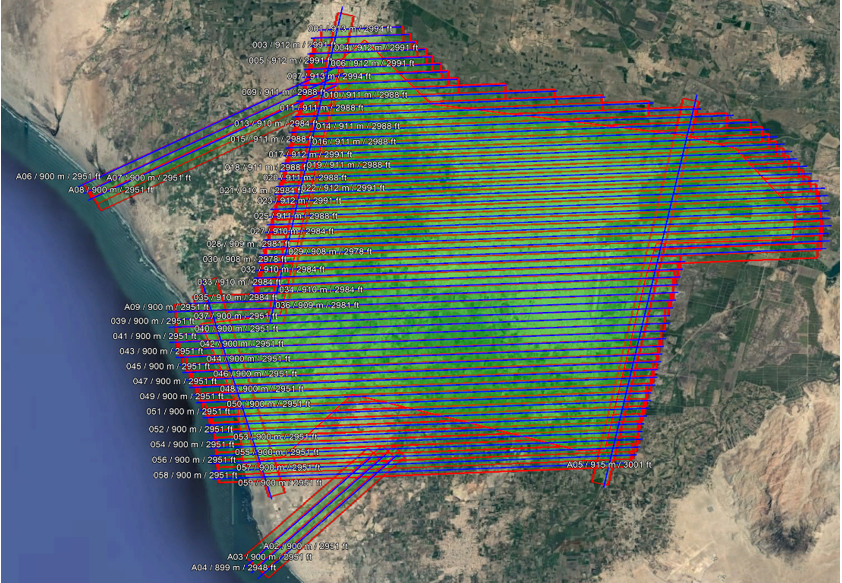 003 / 912 m / 2991 ft
004 / 912 m / 2991 ft
005 / 912 m / 2991 ft
006 / 912 m / 2991 ft
007 / 913 m / 2994 ft
009 / 911 m / 2988 ft
010 / 911 m / 2988 ft
011 / 911 m / 2988 ft
013 / 910 m / 2984 ft
014 / 911 m / 2988 ft
015 / 911 m / 2988 ft
016 / 911 m / 2988 ft
017 / 912 m / 2991 ft
018 / 911 m / 2988 ft
019 / 911 m / 2988 ft
A06 / 900 m / 2951 ft
A07 / 900 m / 2951 ft
A08 / 900 m / 2951 ft
021 / 910 m / 2984 ft
022 / 912 m / 2991 ft
023 / 912 m / 2991 ft
025 / 911 m / 2988 ft
027 / 910 m / 2984 ft
028 / 909 m / 2984 ft
029 / 908 m / 2978 ft
030 / 908 m / 2978 ft
032 / 910 m / 2984 ft
033 / 910 m / 2984 ft
034 / 910 m / 2984 ft
035 / 910 m / 2984 ft
036 / 909 m / 2981 ft
A09 / 900 m / 2951 ft
037 / 900 m / 2951 ft
039 / 900 m / 2951 ft
040 / 900 m / 2951 ft
041 / 900 m / 2951 ft
042 / 900 m / 2951 ft
043 / 900 m / 2951 ft
044 / 900 m / 2951 ft
045 / 900 m / 2951 ft
046 / 900 m / 2951 ft
047 / 900 m / 2951 ft
048 / 900 m / 2951 ft
049 / 900 m / 2951 ft
050 / 900 m / 2951 ft
051 / 900 m / 2951 ft
052 / 900 m / 2951 ft
053 / 900 m / 2951 ft
054 / 900 m / 2951 ft
055 / 900 m / 2951 ft
056 / 900 m / 2951 ft
057 / 900 m / 2951 ft
058 / 900 m / 2951 ft
059 / 900 m / 2951 ft
A05 / 915 m / 3001 ft
A02 / 900 m / 2951 ft
A03 / 900 m / 2951 ft
A04 / 899 m / 2948 ft